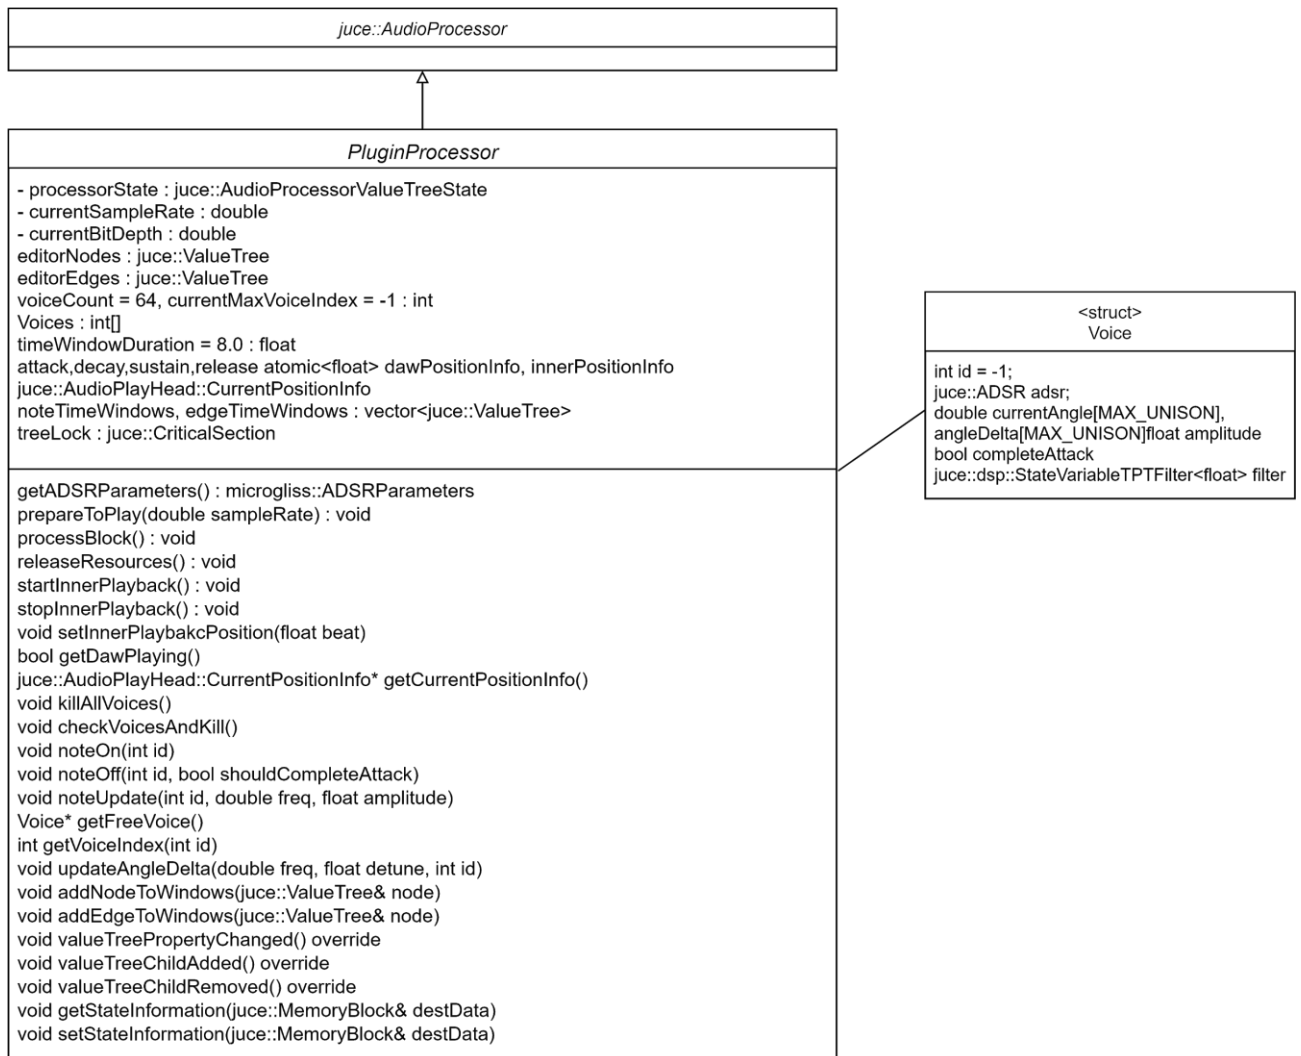 juce::AudioProcessor
PluginProcessor
- processorState : juce::AudioProcessorValueTreeState
- currentSampleRate : double
- currentBitDepth : double
editorNodes : juce::ValueTree
editorEdges : juce::ValueTree
voiceCount = 64, currentMaxVoiceIndex = -1 : int
Voices : int[]
timeWindowDuration = 8.0 : float
attack,decay,sustain,release atomic<float> dawPositionInfo, innerPositionInfo
juce::AudioPlayHead::CurrentPositionInfo
noteTimeWindows, edgeTimeWindows : vector<juce::ValueTree>
treeLock : juce::CriticalSection
getADSRParameters() : microgliss::ADSRParameters
prepareToPlay(double sampleRate) : void
processBlock() : void
releaseResources() : void
startInnerPlayback() : void
stopInnerPlayback() : void
void setInnerPlaybakcPosition(float beat)
bool getDawPlaying()
juce::AudioPlayHead::CurrentPositionInfo* getCurrentPositionInfo()
void killAllVoices()
void checkVoicesAndKill()
void noteOn(int id)
void noteOff(int id, bool shouldCompleteAttack)
void noteUpdate(int id, double freq, float amplitude)
Voice* getFreeVoice()
int getVoiceIndex(int id)
void updateAngleDelta(double freq, float detune, int id)
void addNodeToWindows(juce::ValueTree& node)
void addEdgeToWindows(juce::ValueTree& node)
void valueTreePropertyChanged() override
void valueTreeChildAdded() override
void valueTreeChildRemoved() override
void getStateInformation(juce::MemoryBlock& destData)
void setStateInformation(juce::MemoryBlock& destData)
<struct>
Voice
int id = -1;
juce::ADSR adsr;
double currentAngle[MAX_UNISON],
angleDelta[MAX_UNISON]float amplitude
bool completeAttack
juce::dsp::StateVariableTPTFilter<float> filter